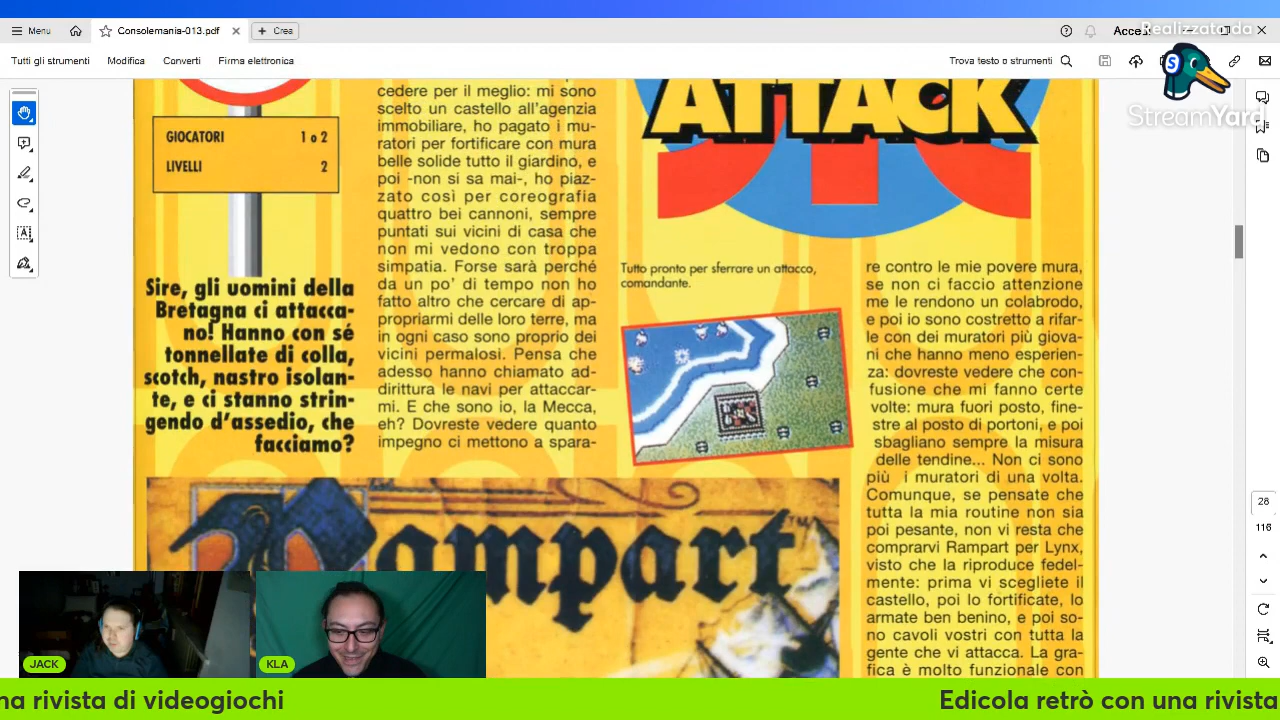 Menu
Consolemania-013.pdf
Crea
Realizzato da
Tutti gli strumenti
Modifica
Converti
Firma elettronica
Trova testo o strumenti
StreamYard
GIOCATORI 1 o 2
LIVELLI 2
Sire, gli uomini della
Bretagna ci attacca-
no! Hanno con sé
tonnellate di colla,
scotch, nastro isolan-
te, e ci stanno strin-
gendo d'assedio, che
facciamo?
cedere per il meglio: mi sono
scelto un castello all'agenzia
immobiliare, ho pagato i mu-
ratori per fortificare con mura
belle solide tutto il giardino, e
poi -non si sa mai-, ho piaz-
zato così per coreografia
quattro bei cannoni, sempre
puntati sui vicini di casa che
non mi vedono con troppa
simpatia. Forse sarà perché
da un po' di tempo non ho
fatto altro che cercare di ap-
propriarmi delle loro terre, ma
in ogni caso sono proprio dei
vicini permalosi. Pensa che
adesso hanno chiamato ad-
dirittura le navi per attaccar-
mi. E che sono io, la Mecca,
eh? Dovreste vedere quanto
impegno ci mettono a spara-
ATTACK
Tutto pronto per sferrare un attacco,
comandante.
re contro le mie povere mura,
se non ci faccio attenzione
me le rendono un colabrodo,
e poi io sono costretto a rifar-
le con dei muratori più giova-
ni che hanno meno esperien-
za: dovreste vedere che con-
fusione che mi fanno certe
volte: mura fuori posto, fine-
stre al posto di portoni, e poi
sbagliano sempre la misura
delle tendine... Non ci sono
più i muratori di una volta.
Comunque, se pensate che
tutta la mia routine non sia
poi pesante, non vi resta che
comprarvi Rampart per Lynx,
visto che la riproduce fedel-
mente: prima vi scegliete il
castello, poi lo fortificate, lo
armate ben benino, e poi so-
no cavoli vostri con tutta la
gente che vi attacca. La gra-
fica è molto funzionale con
Rampart
TM
26
116
JACK
KLA
na rivista di videogiochi
Edicola retrò con una rivista